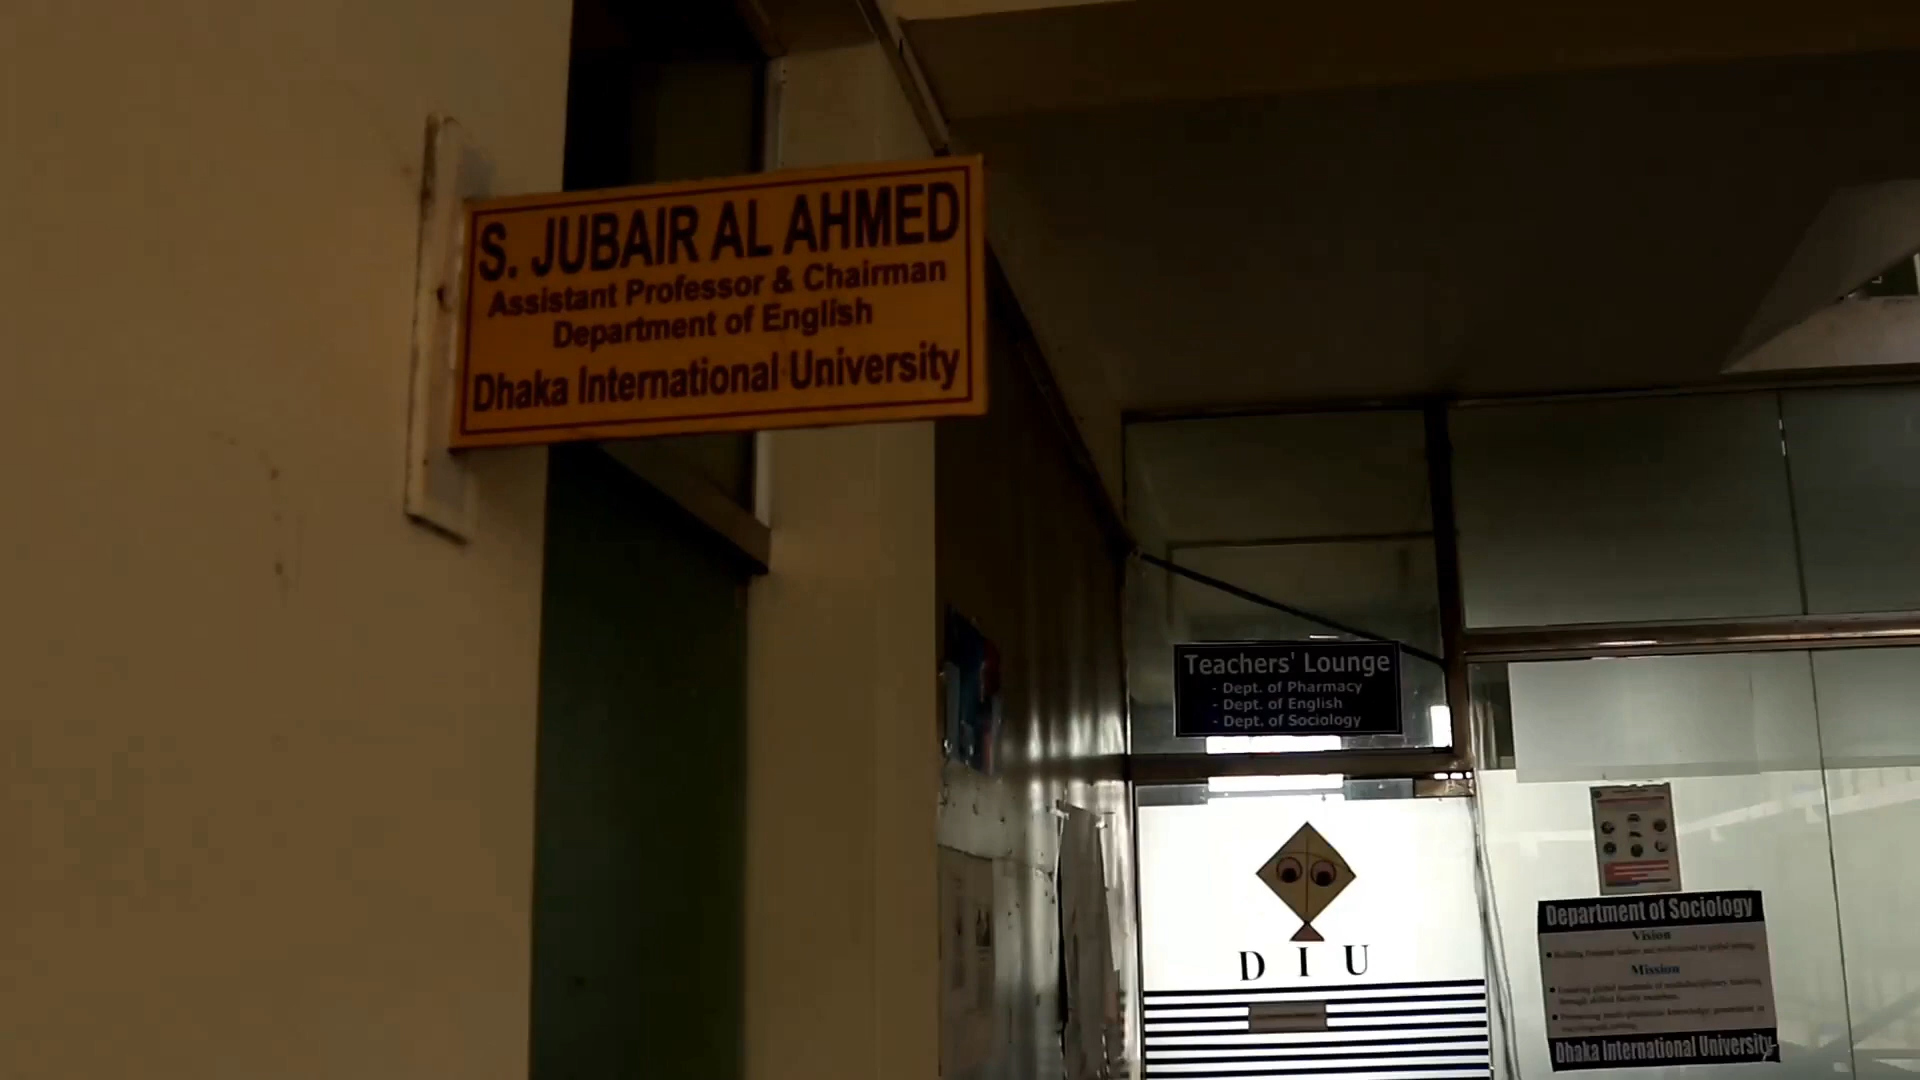 S. JUBAIR AL AHMED
Assistant Professor & Chairman
Department of English
Dhaka International University
Teachers' Lounge
- Dept. of Pharmacy
- Dept. of English
- Dept. of Sociology
D I U
Department of Sociology
Vision
Mission
Dhaka International University